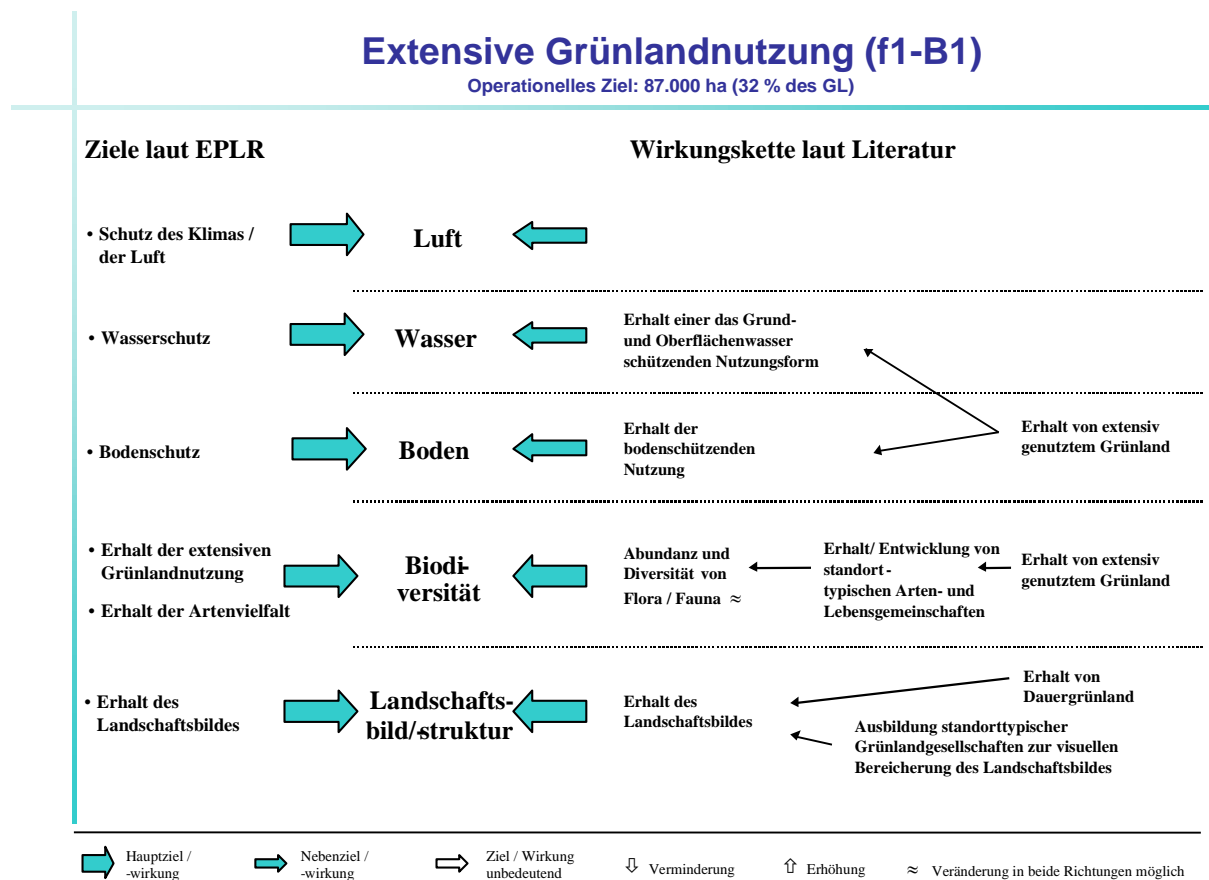 Extensive Grünlandnutzung (f1-B1)
Operationelles Ziel: 87.000 ha (32 % des GL)
Ziele laut EPLR
Wirkungskette laut Literatur
• Schutz des Klimas /
der Luft
Luft
• Wasserschutz
Wasser
Erhalt einer das Grund-
und Oberflächenwasser
schützenden Nutzungsform
• Bodenschutz
Boden
Erhalt der
bodenschützenden
Nutzung
Erhalt von extensiv
genutztem Grünland
• Erhalt der extensiven
Grünlandnutzung
• Erhalt der Artenvielfalt
Biodi-
versität
Abundanz und
Diversität von
Flora / Fauna ≈
Erhalt/ Entwicklung von
standort-
typischen Arten- und
Lebensgemeinschaften
Erhalt von extensiv
genutztem Grünland
• Erhalt des
Landschaftsbildes
Landschafts-
bild/-struktur
Erhalt des
Landschaftsbildes
Erhalt von
Dauergrünland
Ausbildung standorttypischer
Grünlandgesellschaften zur visuellen
Bereicherung des Landschaftsbildes
Hauptziel /
-wirkung
Nebenziel /
-wirkung
Ziel / Wirkung
unbedeutend
⇩ Verminderung
⇧ Erhöhung
≈ Veränderung in beide Richtungen möglich